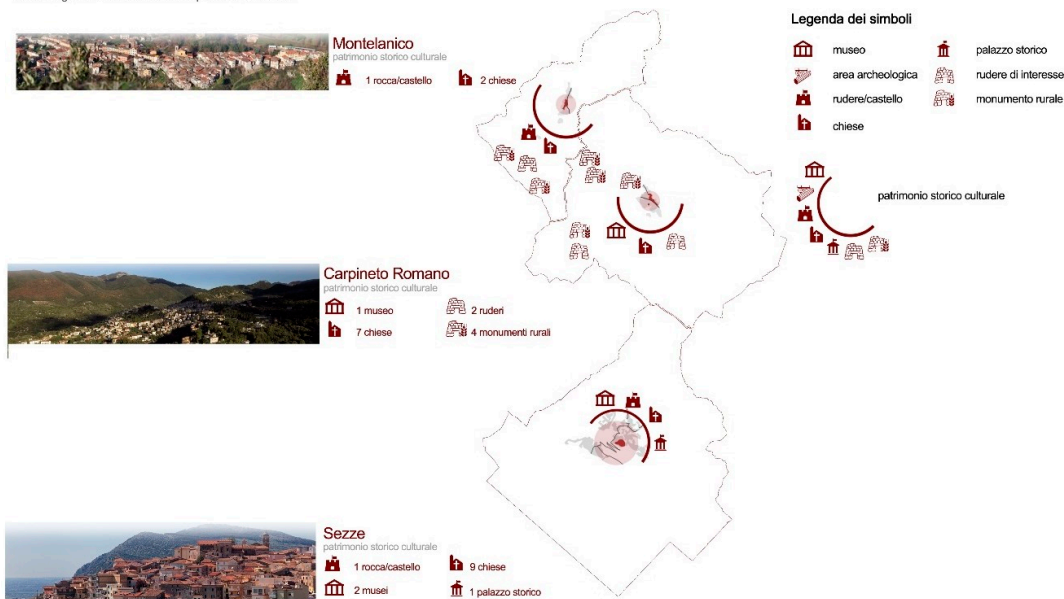 Montelanico
patrimonio storico culturale
1 rocca/castello
2 chiese
Carpineto Romano
patrimonio storico culturale
1 museo
2 ruderi
7 chiese
4 monumenti rurali
Sezze
patrimonio storico culturale
1 rocca/castello
9 chiese
2 musei
1 palazzo storico
Legenda dei simboli
museo
palazzo storico
area archeologica
rudere di interesse
rudere/castello
monumento rurale
chiese
patrimonio storico culturale